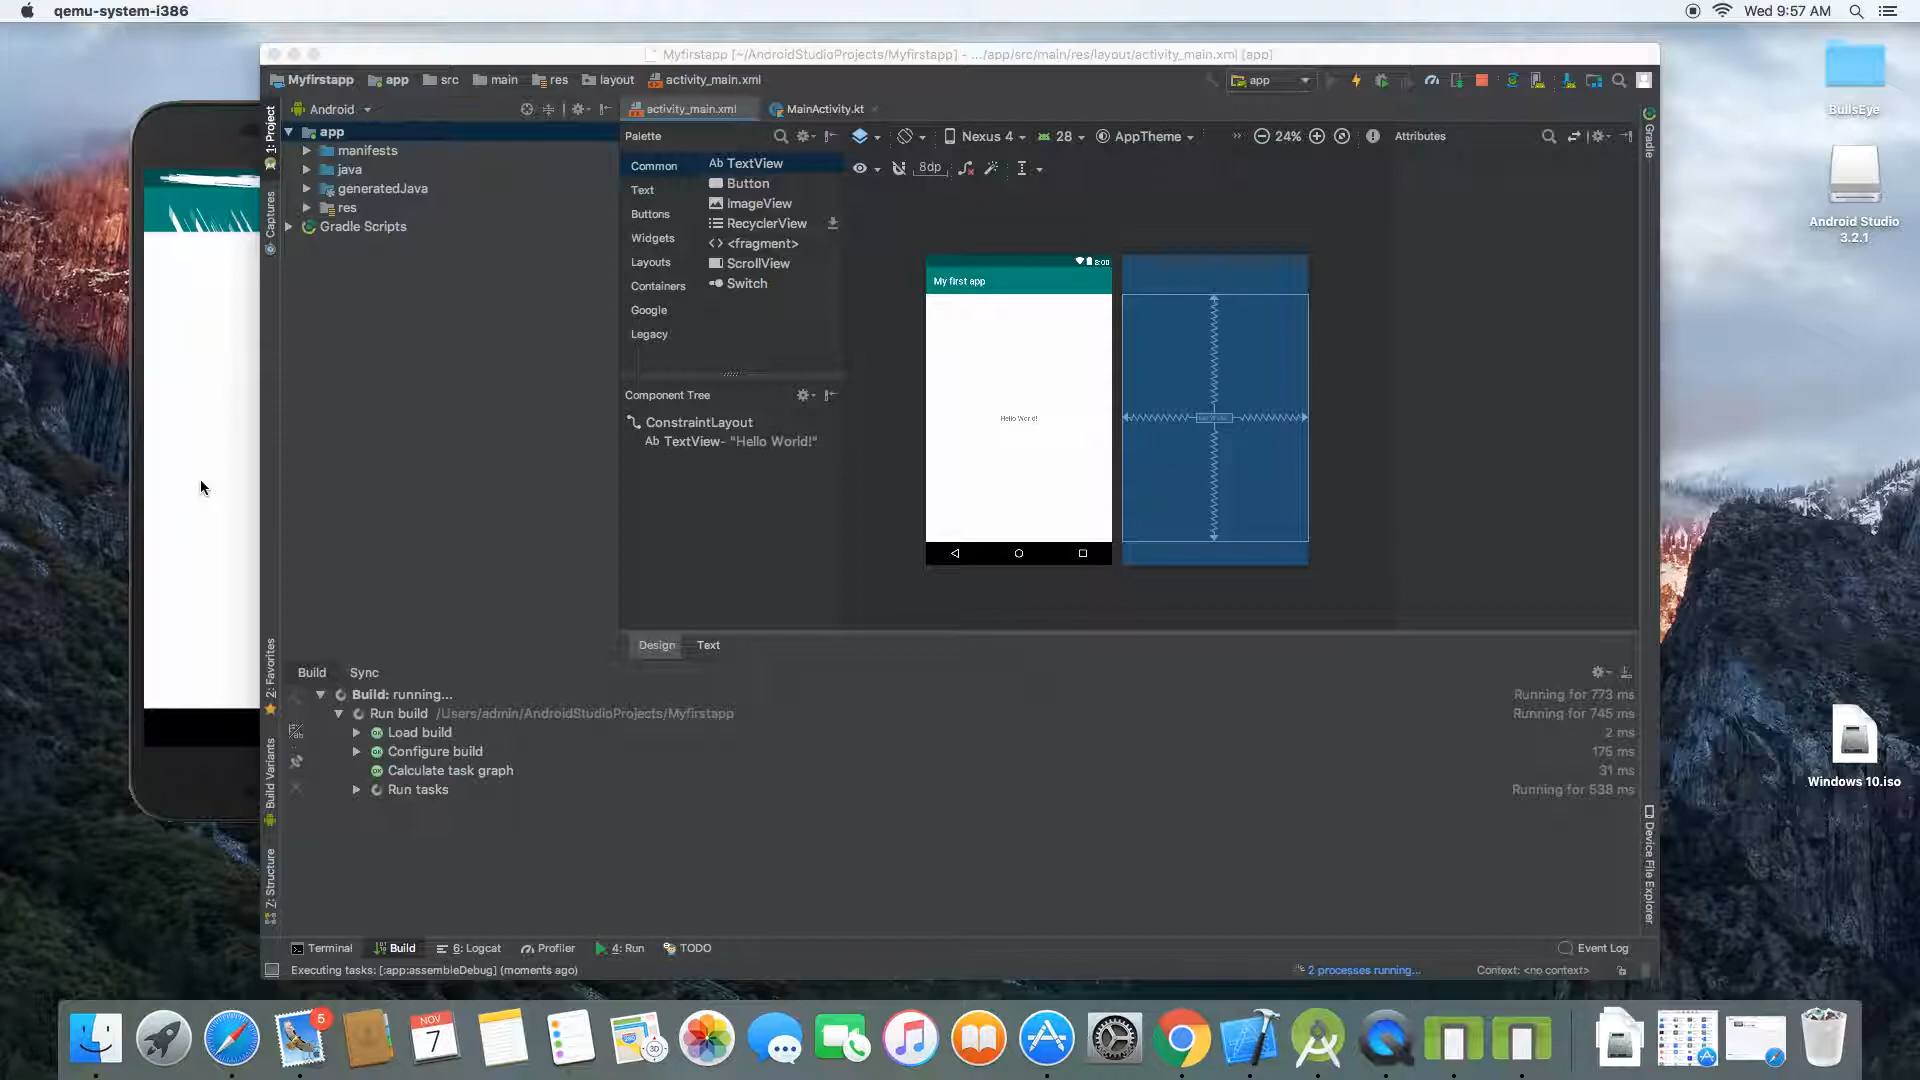 qemu-system-i386
Wed 9:57 AM
Myfirstapp [~/AndroidStudioProjects/Myfirstapp] - .../app/src/main/res/layout/activity_main.xml [app]
Myfirstapp app src main res layout activity_main.xml
app
1: Project
Android
activity_main.xml
MainActivity.kt
Gradle
app
manifests
java
generatedJava
res
Gradle Scripts
Captures
Palette
Nexus 4
28
AppTheme
24%
Attributes
8dp
Common
Text
Buttons
Widgets
Layouts
Containers
Google
Legacy
Ab TextView
Button
ImageView
RecyclerView
<fragment>
ScrollView
Switch
Component Tree
ConstraintLayout
Ab TextView- "Hello World!"
8:00
My first app
Hello World!
Design
Text
2: Favorites
Build Variants
7: Structure
Build
Sync
Build: running...
Running for 773 ms
Run build /Users/admin/AndroidStudioProjects/Myfirstapp
Running for 745 ms
Load build
2 ms
Configure build
175 ms
Calculate task graph
31 ms
Run tasks
Running for 538 ms
Device File Explorer
Terminal
Build
6: Logcat
Profiler
4: Run
TODO
Event Log
Executing tasks: [:app:assembleDebug] (moments ago)
2 processes running...
Context: <no context>
BullsEye
Android Studio
3.2.1
Windows 10.iso
5
NOV
7
3D